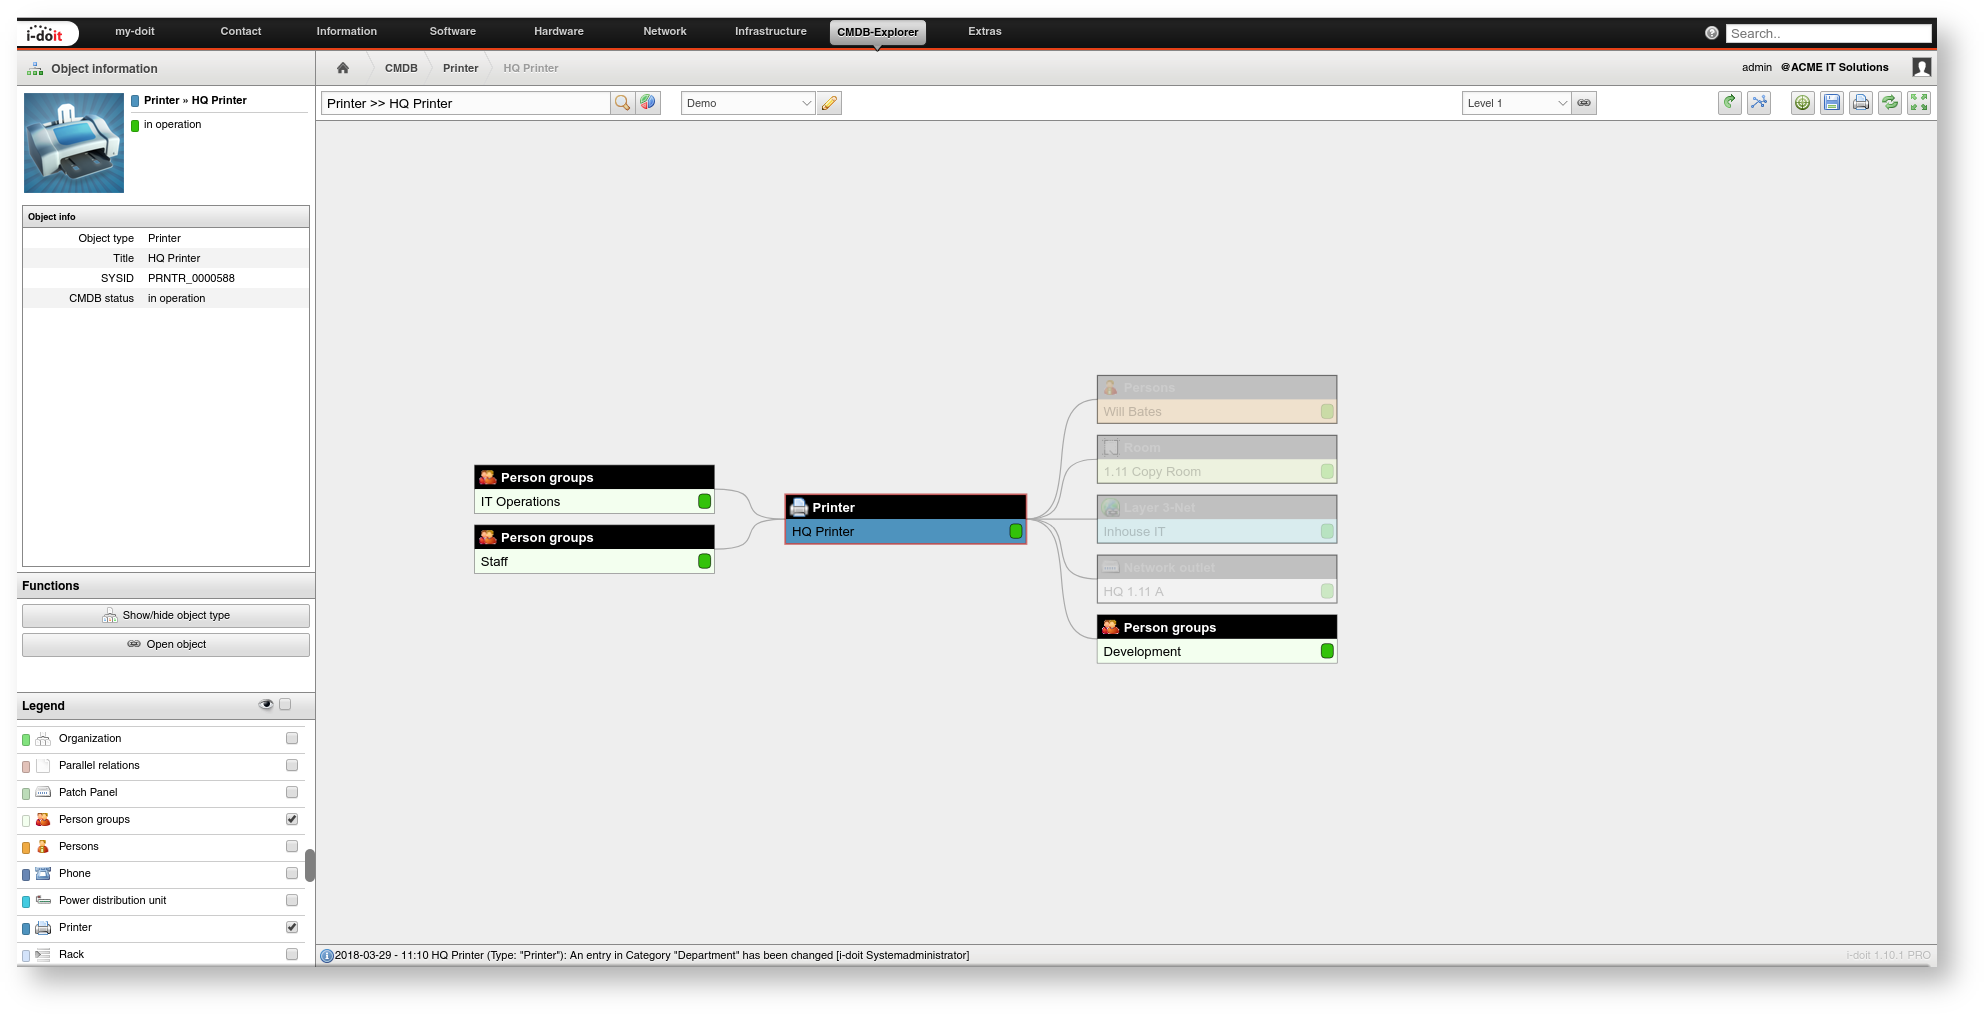 i-doit
my-doit
Contact
Information
Software
Hardware
Network
Infrastructure
CMDB-Explorer
Extras
Search..
Object information
CMDB
Printer
HQ Printer
admin @ACME IT Solutions
Printer » HQ Printer
in operation
Printer >> HQ Printer
Demo
Level 1
Object info
Object type Printer
Title HQ Printer
SYSID PRNTR_0000588
CMDB status in operation
Person groups
IT Operations
Person groups
Staff
Printer
HQ Printer
Persons
Will Bates
Room
1.11 Copy Room
Layer 3-Net
Inhouse IT
Network outlet
HQ 1.11 A
Person groups
Development
Functions
Show/hide object type
Open object
Legend
Organization
Parallel relations
Patch Panel
Person groups
Persons
Phone
Power distribution unit
Printer
Rack
2018-03-29 - 11:10 HQ Printer (Type: "Printer"): An entry in Category "Department" has been changed [i-doit Systemadministrator]
i-doit 1.10.1 PRO